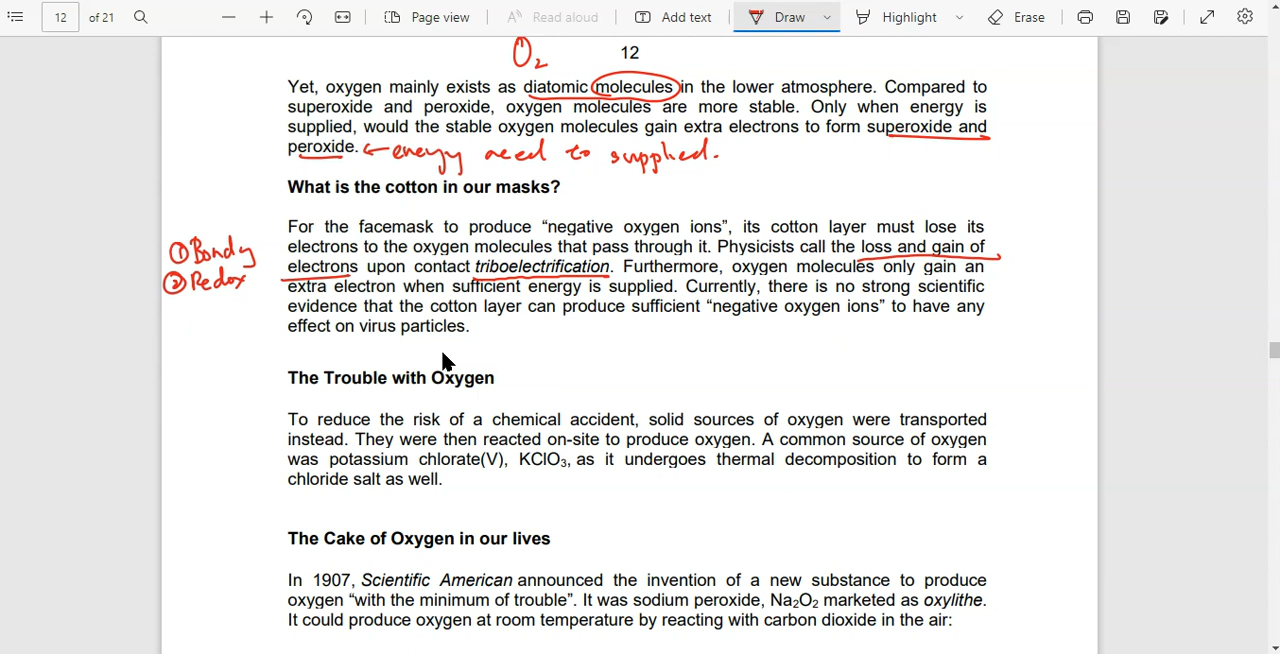 12 of 21 Page view Read aloud Add text Draw Highlight Erase
O₂
12
Yet, oxygen mainly exists as diatomic molecules in the lower atmosphere. Compared to
superoxide and peroxide, oxygen molecules are more stable. Only when energy is
supplied, would the stable oxygen molecules gain extra electrons to form superoxide and
peroxide. ← energy need to supplied.
What is the cotton in our masks?
For the facemask to produce “negative oxygen ions”, its cotton layer must lose its
① Bonding
electrons to the oxygen molecules that pass through it. Physicists call the loss and gain of
② Redox
electrons upon contact triboelectrification. Furthermore, oxygen molecules only gain an
extra electron when sufficient energy is supplied. Currently, there is no strong scientific
evidence that the cotton layer can produce sufficient “negative oxygen ions” to have any
effect on virus particles.
The Trouble with Oxygen
To reduce the risk of a chemical accident, solid sources of oxygen were transported
instead. They were then reacted on-site to produce oxygen. A common source of oxygen
was potassium chlorate(V), KClO₃, as it undergoes thermal decomposition to form a
chloride salt as well.
The Cake of Oxygen in our lives
In 1907, Scientific American announced the invention of a new substance to produce
oxygen “with the minimum of trouble”. It was sodium peroxide, Na₂O₂ marketed as oxylithe.
It could produce oxygen at room temperature by reacting with carbon dioxide in the air: